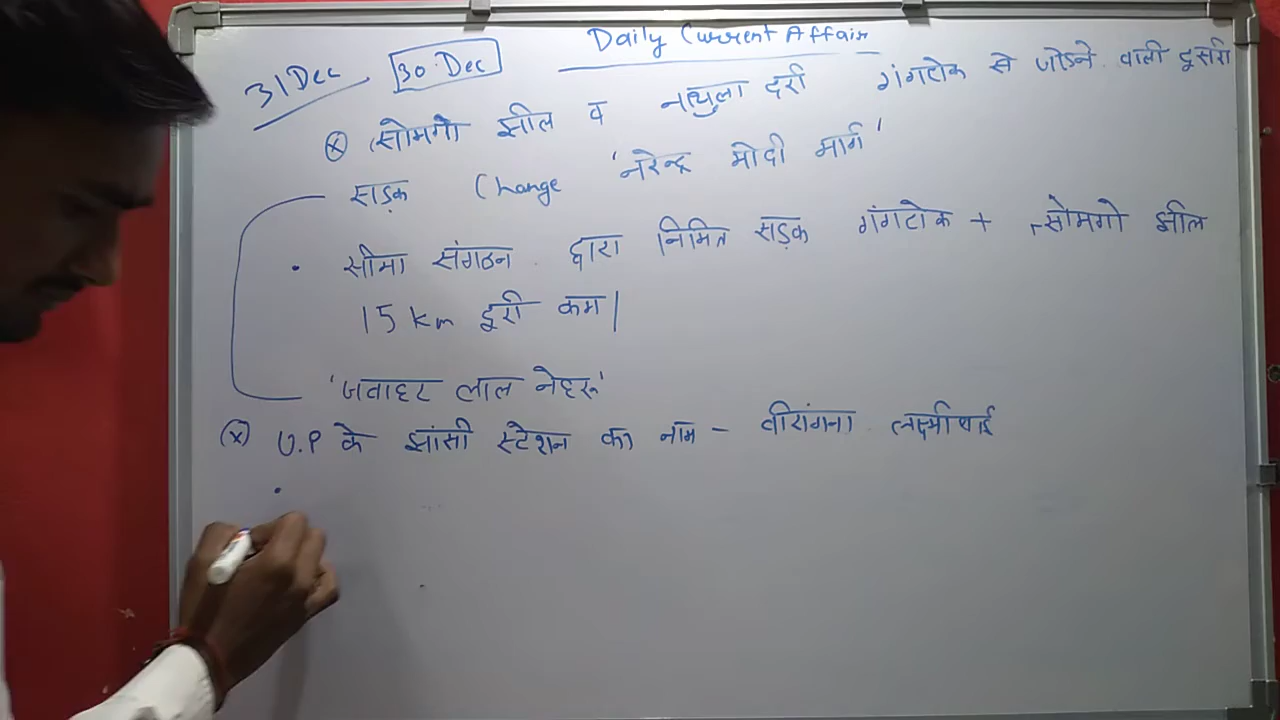 Daily Current Affair
31 Dec 30 Dec
(x) सोमगो झील व नाथुला दर्रा गंगटोक से जोडने वाली दूसरी
सड़क Change 'नरेन्द्र मोदी मार्ग'
• सीमा संगठन द्वारा निर्मित सड़क गंगटोक + सोमगो झील
15 km दूरी कम|
'जवाहर लाल नेहरू'
(x) U.P के झांसी स्टेशन का नाम - वीरांगना लक्ष्मीबाई
•